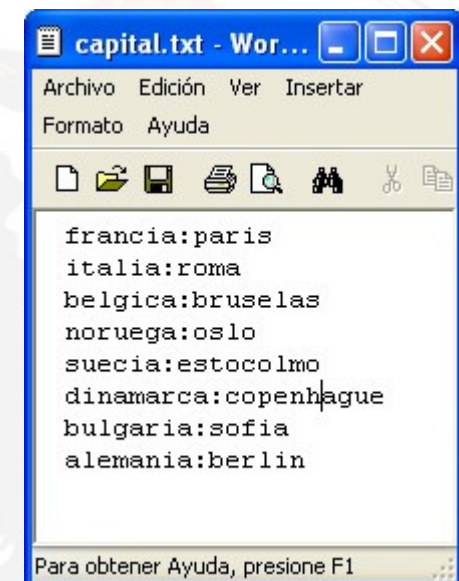 capital.txt - Wor...
Archivo Edición Ver Insertar
Formato Ayuda
francia:paris
italia:roma
belgica:bruselas
noruega:oslo
suecia:estocolmo
dinamarca:copenhague
bulgaria:sofia
alemania:berlin
Para obtener Ayuda, presione F1